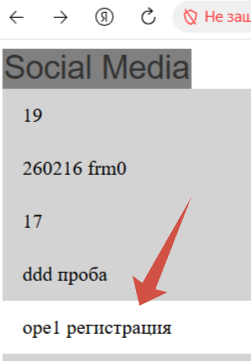 Не защ
Social Media
19
260216 frm0
17
ddd проба
ope1 регистрация